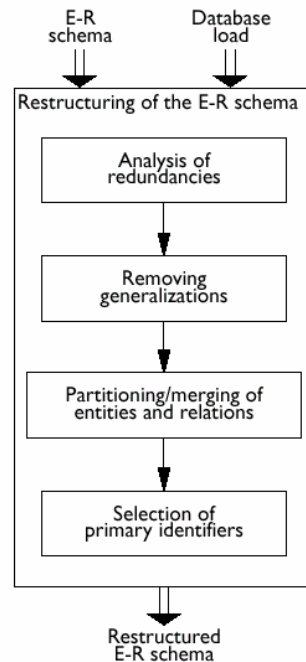 E-R
schema
Database
load
Restructuring of the E-R schema
Analysis of
redundancies
Removing
generalizations
Partitioning/merging of
entities and relations
Selection of
primary identifiers
Restructured
E-R schema